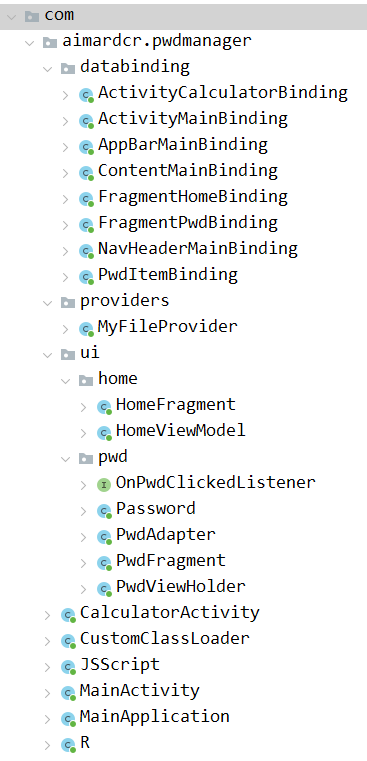 com
aimardcr.pwdmanager
databinding
ActivityCalculatorBinding
ActivityMainBinding
AppBarMainBinding
ContentMainBinding
FragmentHomeBinding
FragmentPwdBinding
NavHeaderMainBinding
PwdItemBinding
providers
MyFileProvider
ui
home
HomeFragment
HomeViewModel
pwd
OnPwdClickedListener
Password
PwdAdapter
PwdFragment
PwdViewHolder
CalculatorActivity
CustomClassLoader
JSScript
MainActivity
MainApplication
R